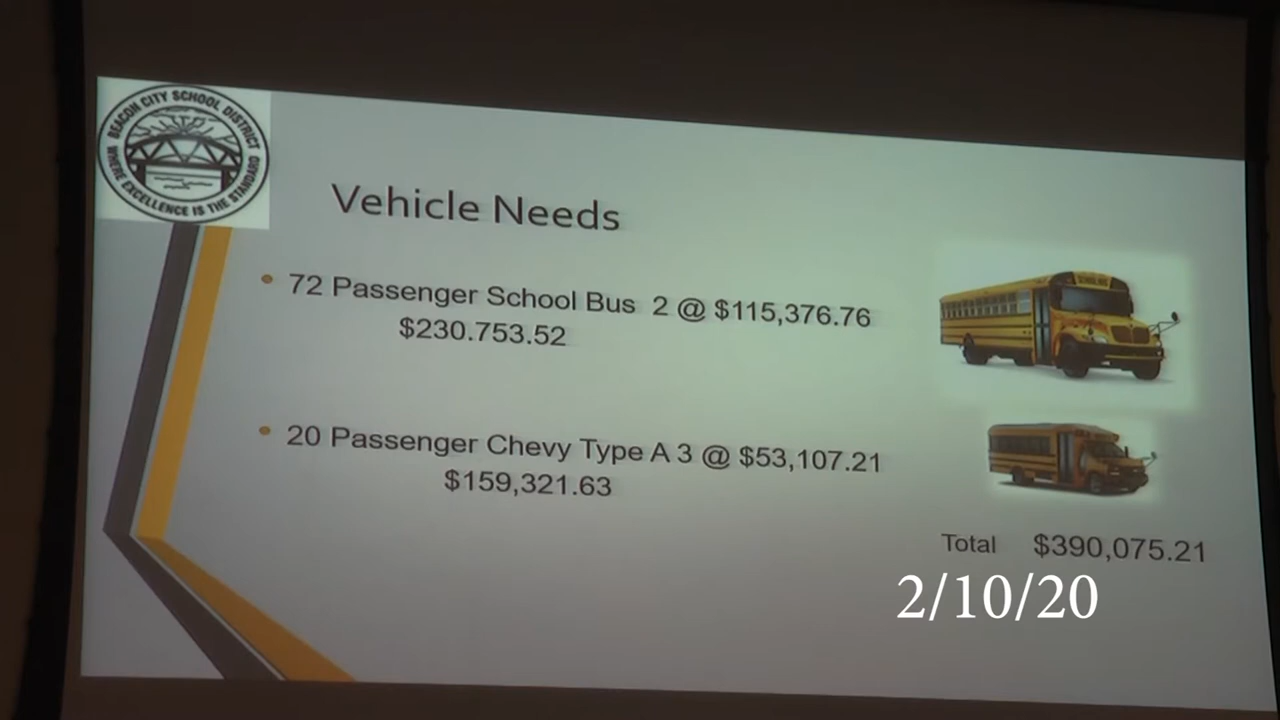 BEACON CITY SCHOOL DISTRICT
WHERE EXCELLENCE IS THE STANDARD
Vehicle Needs
• 72 Passenger School Bus 2 @ $115,376.76
$230.753.52
• 20 Passenger Chevy Type A 3 @ $53,107.21
$159,321.63
Total $390,075.21
2/10/20